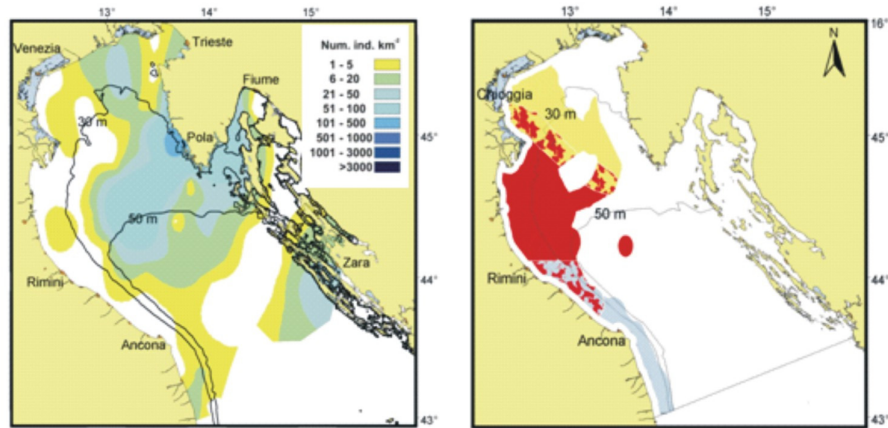 13° 14° 15°
Venezia
Trieste
Num. ind. km⁻²
1 - 5
6 - 20
21 - 50
51 - 100
101 - 500
501 - 1000
1001 - 3000
>3000
Fiume
30 m
Pola
50 m
Zara
Rimini
Ancona
45°
44°
43°
13° 14° 15° 16°
N
Chioggia
30 m
50 m
Rimini
Ancona
45°
44°
43°